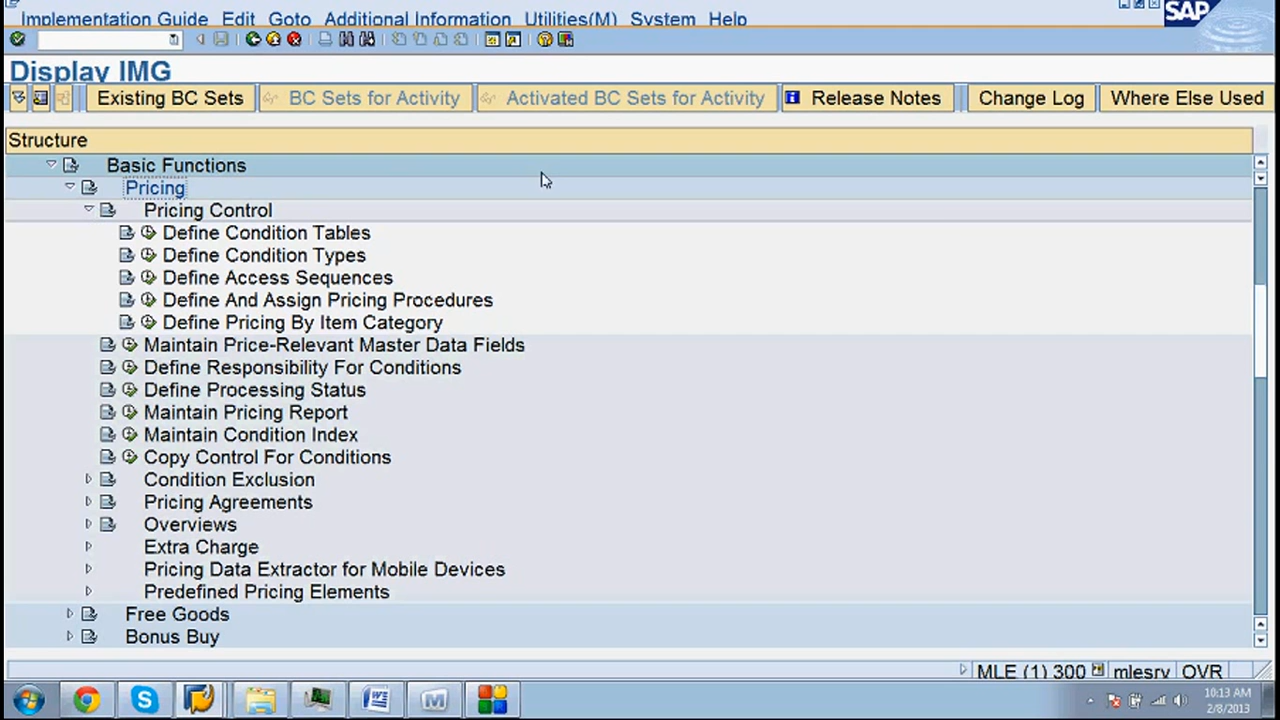 Implementation Guide Edit Goto Additional Information Utilities(M) System Help
SAP
Display IMG
Existing BC Sets BC Sets for Activity Activated BC Sets for Activity Release Notes Change Log Where Else Used
Structure
Basic Functions
Pricing
Pricing Control
Define Condition Tables
Define Condition Types
Define Access Sequences
Define And Assign Pricing Procedures
Define Pricing By Item Category
Maintain Price-Relevant Master Data Fields
Define Responsibility For Conditions
Define Processing Status
Maintain Pricing Report
Maintain Condition Index
Copy Control For Conditions
Condition Exclusion
Pricing Agreements
Overviews
Extra Charge
Pricing Data Extractor for Mobile Devices
Predefined Pricing Elements
Free Goods
Bonus Buy
MLE (1) 300 mlesrv OVR
10:13 AM
2/8/2013